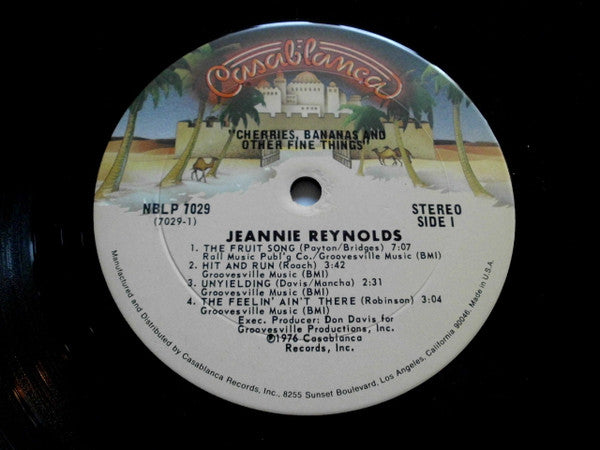 Casablanca
"CHERRIES, BANANAS AND
OTHER FINE THINGS"
NBLP 7029
(7029-1)
STEREO
SIDE I
JEANNIE REYNOLDS
1. THE FRUIT SONG (Payton/Bridges) 7:07
Rall Music Publ'g Co./Groovesville Music (BMI)
2. HIT AND RUN (Roach) 3:42
Groovesville Music (BMI)
3. UNYIELDING (Davis/Mancha) 2:31
Groovesville Music (BMI)
4. THE FEELIN' AIN'T THERE (Robinson) 3:04
Groovesville Music (BMI)
Exec. Producer: Don Davis for
Groovesville Productions, Inc.
℗1976 Casablanca
Records, Inc.
Manufactured and Distributed by Casablanca Records, Inc., 8255 Sunset Boulevard, Los Angeles, California 90046, Made in U.S.A.